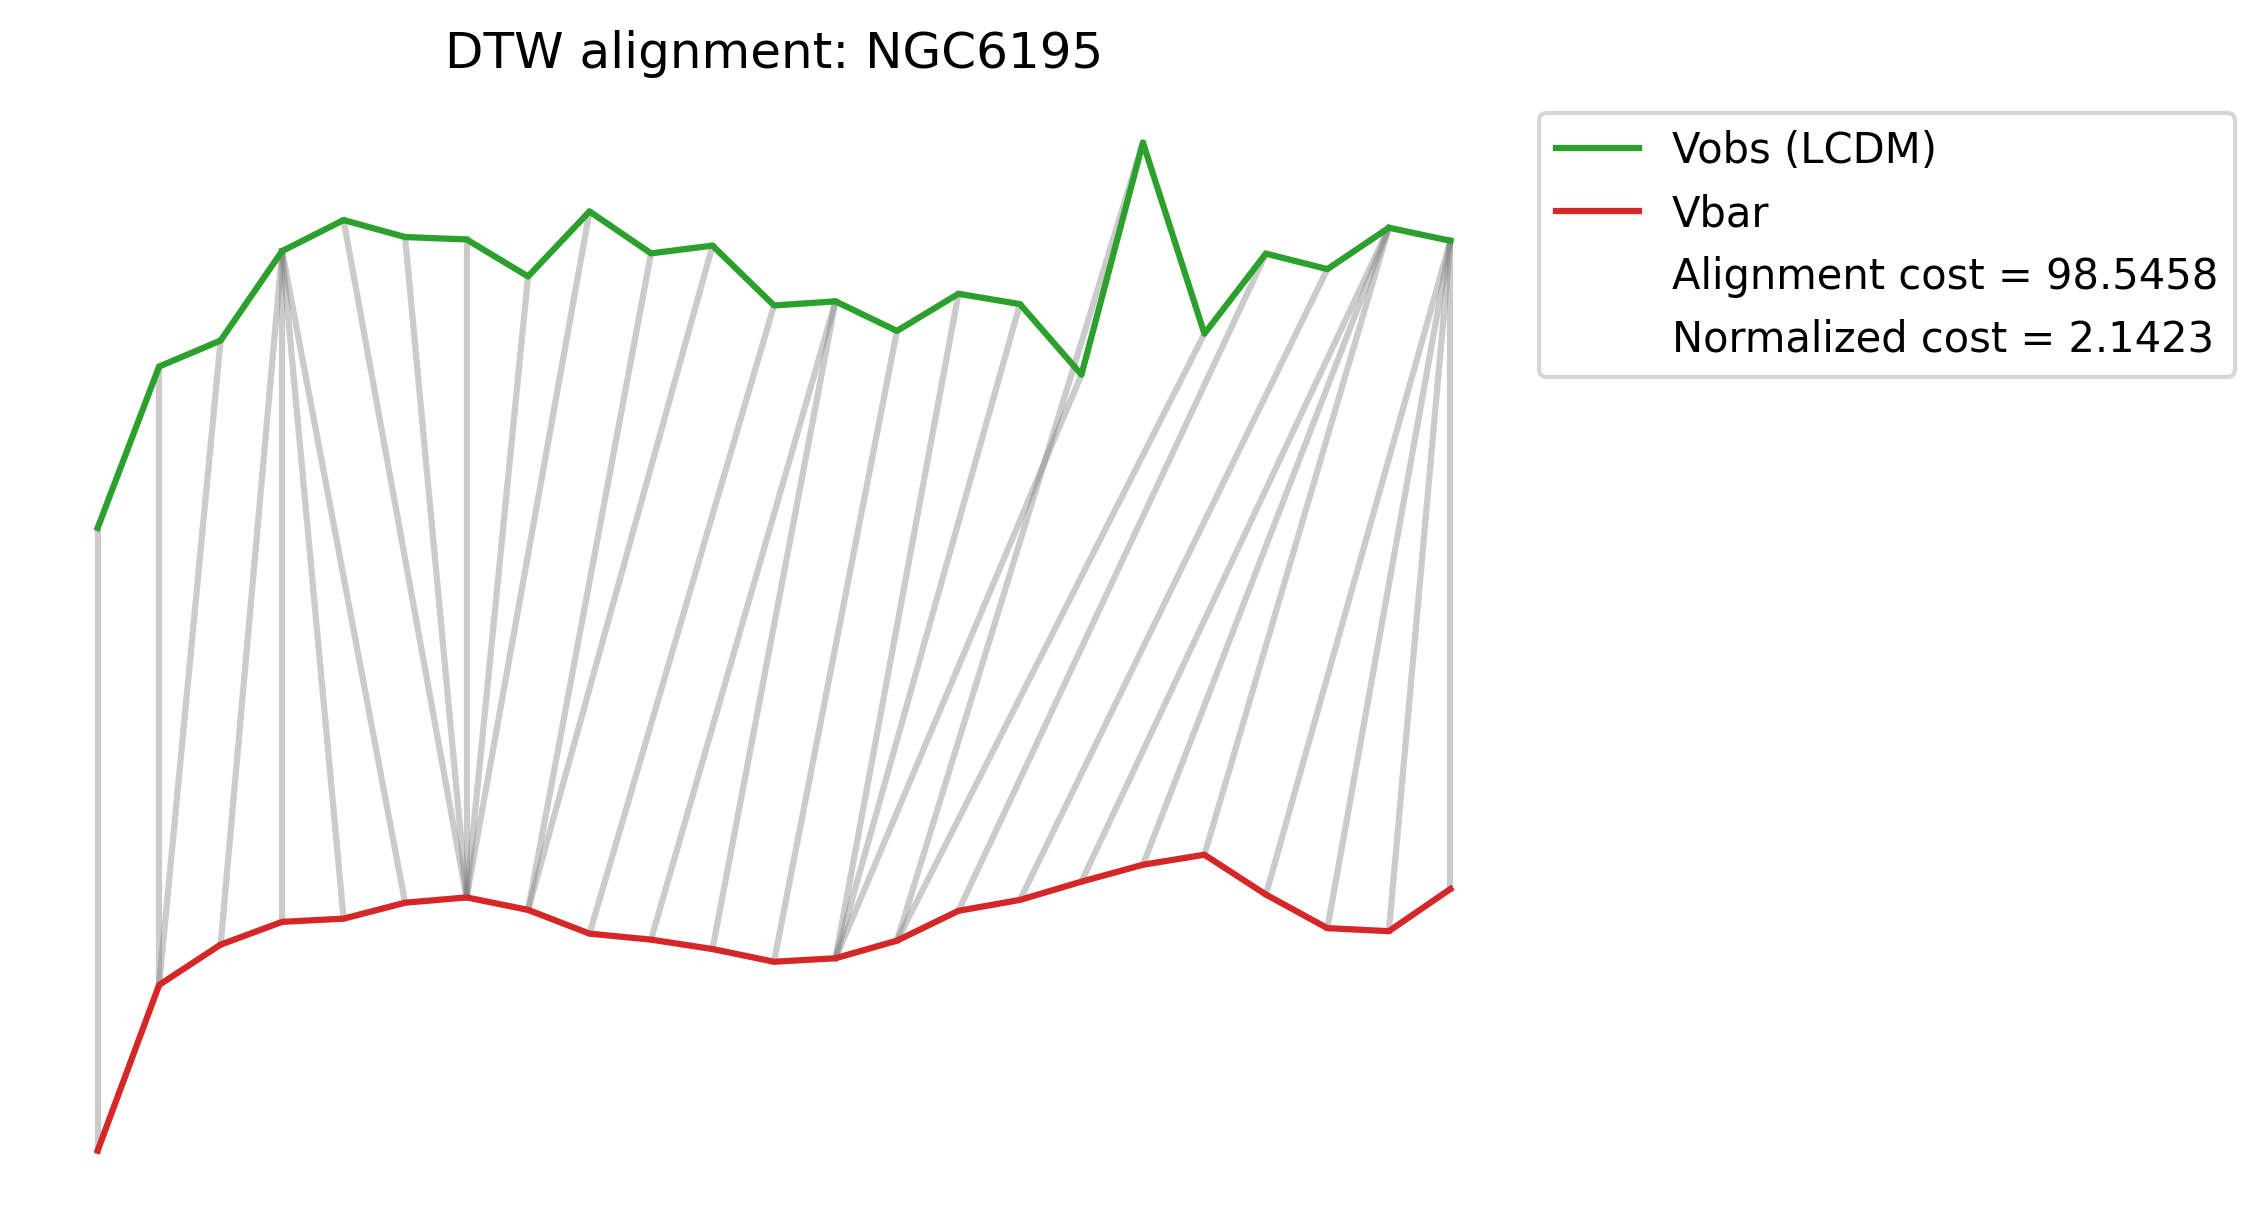 DTW alignment: NGC6195
Vobs (LCDM)
Vbar
Alignment cost = 98.5458
Normalized cost = 2.1423